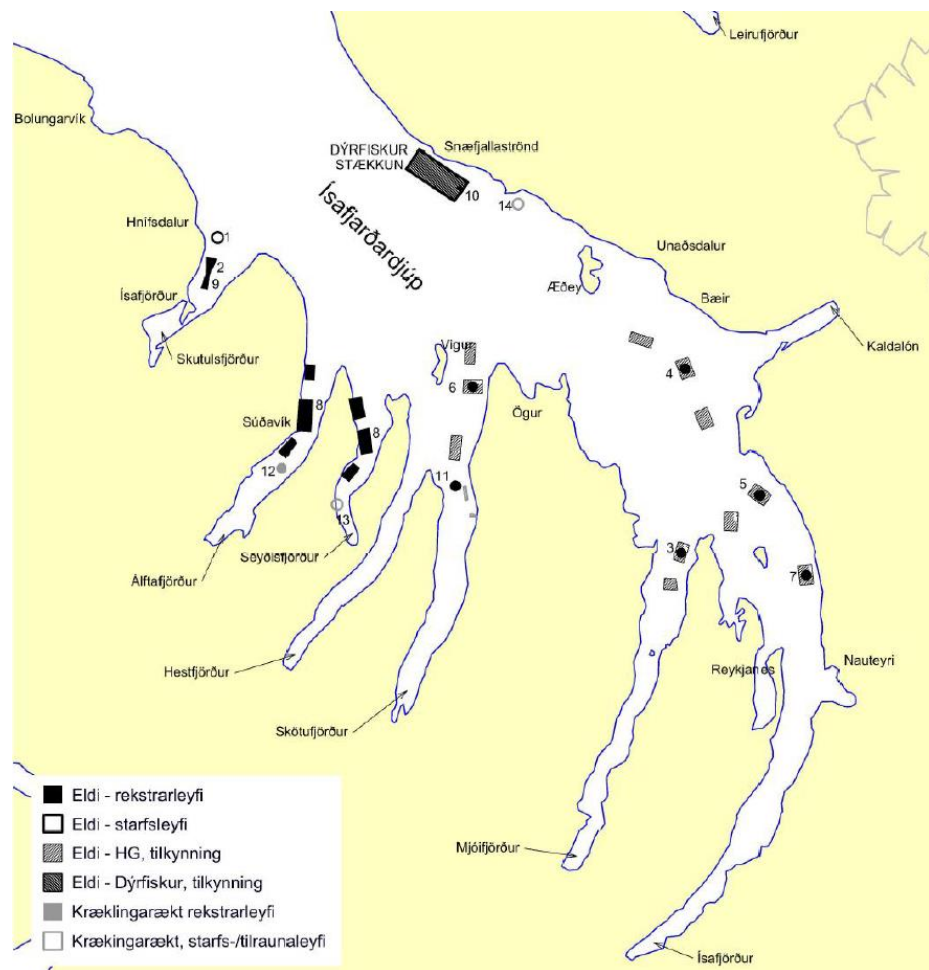 Leirufjörður
Bolungarvík
Snæfjallaströnd
DÝRFISKUR
STÆKKUN
10
14
Ísafjarðardjúp
Hnífsdalur
1
Unaðsdalur
2
9
Æðey
Bæir
Ísafjörður
Skutulsfjörður
Kaldalón
Vigur
4
6
Ögur
8
Súðavík
8
12
11
5
13
Seyðisfjörður
3
7
Álftafjörður
Hestfjörður
Reykjanes
Nauteyri
Skötufjörður
Mjóifjörður
Ísafjörður
Eldi - rekstrarleyfi
Eldi - starfsleyfi
Eldi - HG, tilkynning
Eldi - Dýrfiskur, tilkynning
Kræklingarækt rekstrarleyfi
Krækingarækt, starfs-/tilraunaleyfi